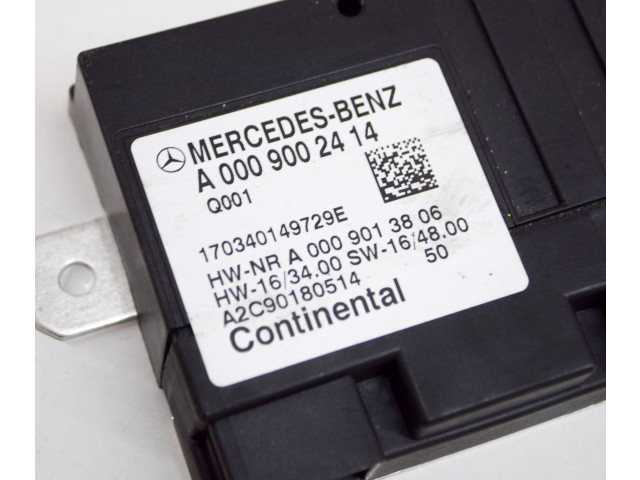 MERCEDES-BENZ
A 000 900 24 14
Q001
170340149729E
HW-NR A 000 901 38 06
HW-16/34.00 SW-16/48.00
A2C90180514 50
Continental